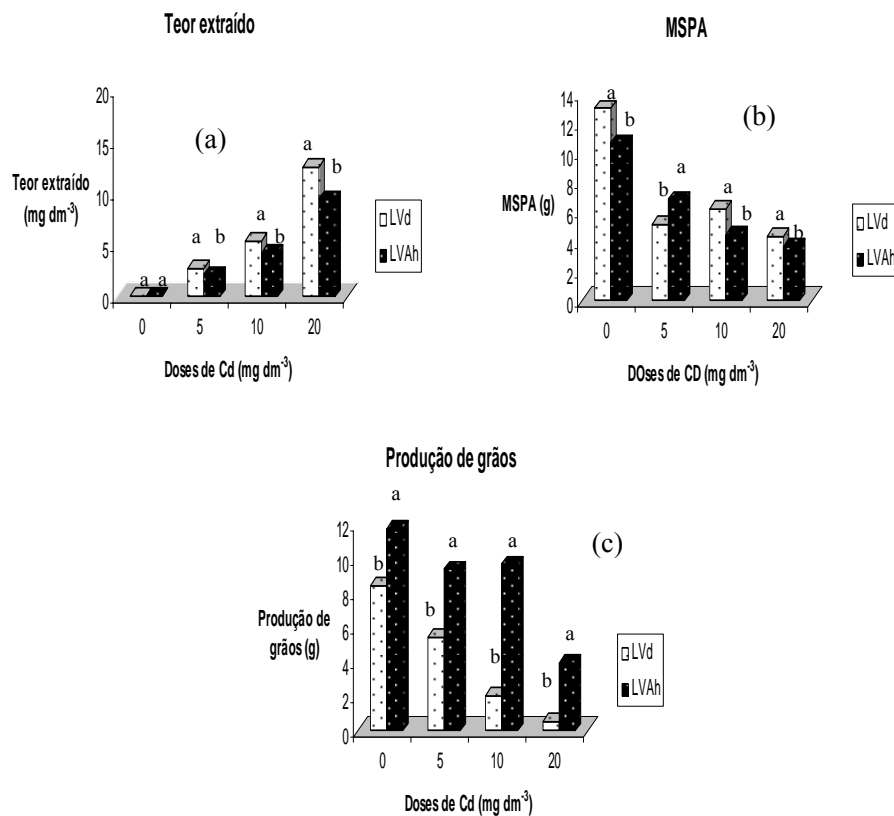 Teor extraído
20
15
10
5
0
Teor extraído
(mg dm-3)
(a)
a a
a b
a
b
a
b
0 5 10 20
Doses de Cd (mg dm-3)
LVd
LVAh
MSPA
14
12
10
8
6
4
2
0
MSPA (g)
(b)
a
b
b
a
a
b
a
b
0 5 10 20
DOses de CD (mg dm-3)
LVd
LVAh
Produção de grãos
12
10
8
6
4
2
0
Produção de
grãos (g)
(c)
b
a
b
a
b
a
b
a
0 5 10 20
Doses de Cd (mg dm-3)
LVd
LVAh